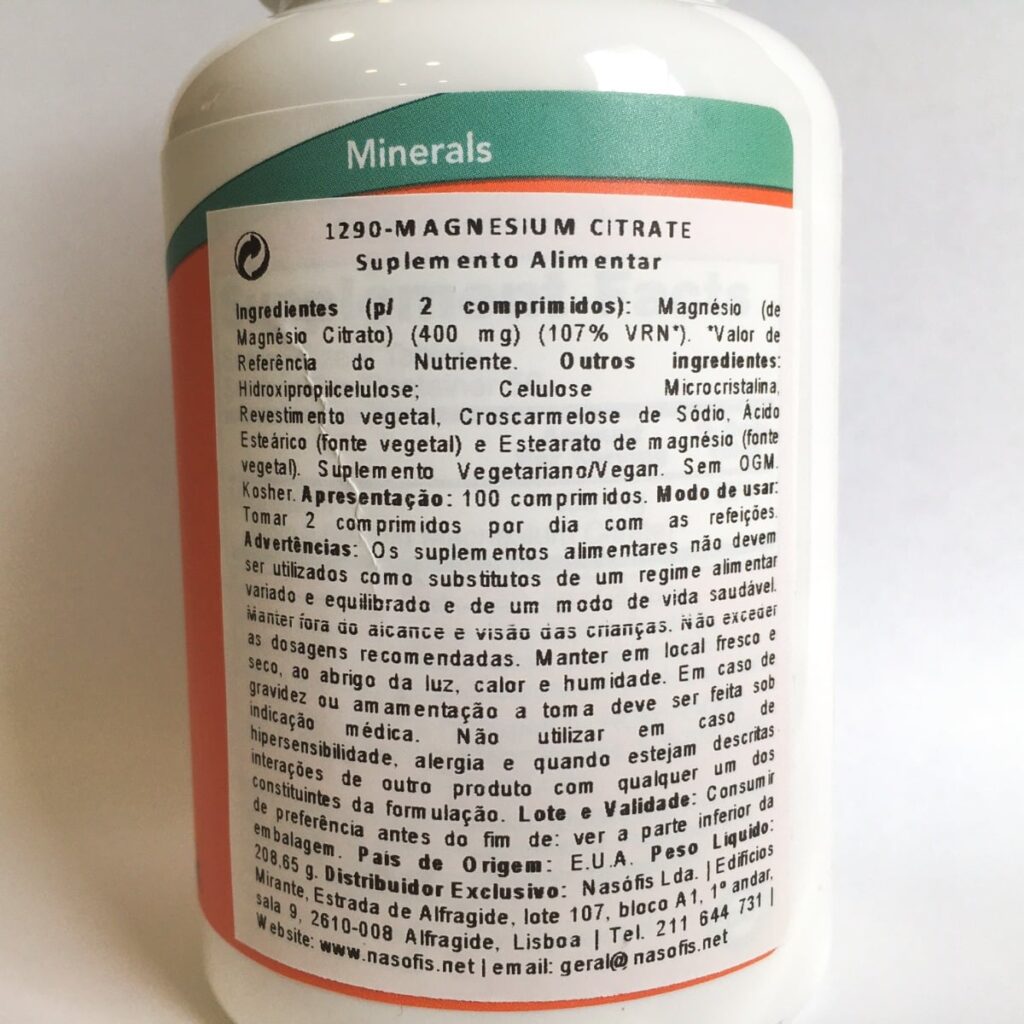 Minerals
1290-MAGNESIUM CITRATE
Suplemento Alimentar
Ingredientes (p/ 2 comprimidos): Magnésio (de
Magnésio Citrato) (400 mg) (107% VRN*). *Valor de
Referência do Nutriente. Outros ingredientes:
Hidroxipropilcelulose; Celulose Microcristalina,
Revestimento vegetal, Croscarmelose de Sódio, Ácido
Esteárico (fonte vegetal) e Estearato de magnésio (fonte
vegetal). Suplemento Vegetariano/Vegan. Sem OGM.
Kosher. Apresentação: 100 comprimidos. Modo de usar:
Tomar 2 comprimidos por dia com as refeições.
Advertências: Os suplementos alimentares não devem
ser utilizados como substitutos de um regime alimentar
variado e equilibrado e de um modo de vida saudável.
Manter fora do alcance e visão das crianças. Não exceder
as dosagens recomendadas. Manter em local fresco e
seco, ao abrigo da luz, calor e humidade. Em caso de
gravidez ou amamentação a toma deve ser feita sob
indicação médica. Não utilizar em caso de
hipersensibilidade, alergia e quando estejam descritas
interações de outro produto com qualquer um dos
constituintes da formulação. Lote e Validade: Consumir
de preferência antes do fim de: ver a parte inferior da
embalagem. País de Origem: E.U.A. Peso Líquido:
208,65 g. Distribuidor Exclusivo: Nasófis Lda. | Edifícios
Mirante, Estrada de Alfragide, lote 107, bloco A1, 1º andar,
sala 9, 2610-008 Alfragide, Lisboa | Tel. 211 644 731 |
Website: www.nasofis.net | email: geral@nasofis.net